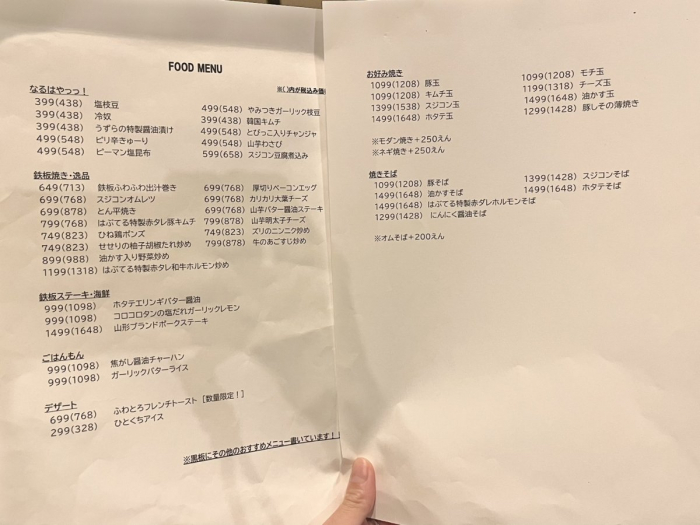 FOOD MENU
※()内が税込み価
なるはやっっ！
399(438) 塩枝豆
399(438) 冷奴
399(438) うずらの特製醤油漬け
499(548) ピリ辛きゅーり
499(548) ピーマン塩昆布
499(548) やみつきガーリック枝豆
399(438) 韓国キムチ
499(548) とびっこ入りチャンジャ
499(548) 山芋わさび
599(658) スジコン豆腐煮込み
鉄板焼き・逸品
649(713) 鉄板ふわふわ出汁巻き
699(768) スジコンオムレツ
699(878) とん平焼き
799(768) はぶてる特製赤タレ豚キムチ
749(823) ひね鶏ポンズ
749(823) せせりの柚子胡椒たれ炒め
899(988) 油かす入り野菜炒め
1199(1318) はぶてる特製赤タレ和牛ホルモン炒め
699(768) 厚切りベーコンエッグ
699(768) カリカリ大葉チーズ
699(768) 山芋バター醤油ステーキ
799(878) 山芋明太子チーズ
749(823) ズリのニンニク炒め
799(878) 牛のあごすじ炒め
鉄板ステーキ・海鮮
999(1098) ホタテエリンギバター醤油
999(1098) コロコロタンの塩だれガーリックレモン
1499(1648) 山形ブランドポークステーキ
ごはんもん
999(1098) 焦がし醤油チャーハン
999(1098) ガーリックバターライス
デザート
699(768) ふわとろフレンチトースト［数量限定！］
299(328) ひとくちアイス
※黒板にその他のおすすめメニュー書いています！
お好み焼き
1099(1208) 豚玉
1099(1208) キムチ玉
1399(1538) スジコン玉
1499(1648) ホタテ玉
1099(1208) モチ玉
1199(1318) チーズ玉
1499(1648) 油かす玉
1299(1428) 豚しその薄焼き
※モダン焼き+250えん
※ネギ焼き+250えん
焼きそば
1099(1208) 豚そば
1499(1648) 油かすそば
1499(1648) はぶてる特製赤タレホルモンそば
1299(1428) にんにく醤油そば
1399(1428) スジコンそば
1499(1648) ホタテそば
※オムそば+200えん